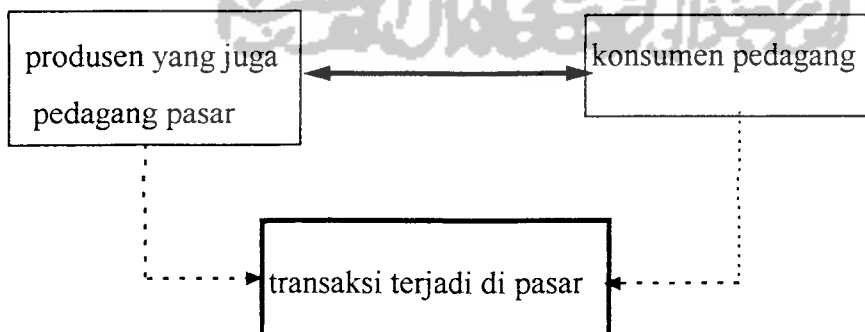 produsen yang juga
pedagang pasar
konsumen pedagang
transaksi terjadi di pasar